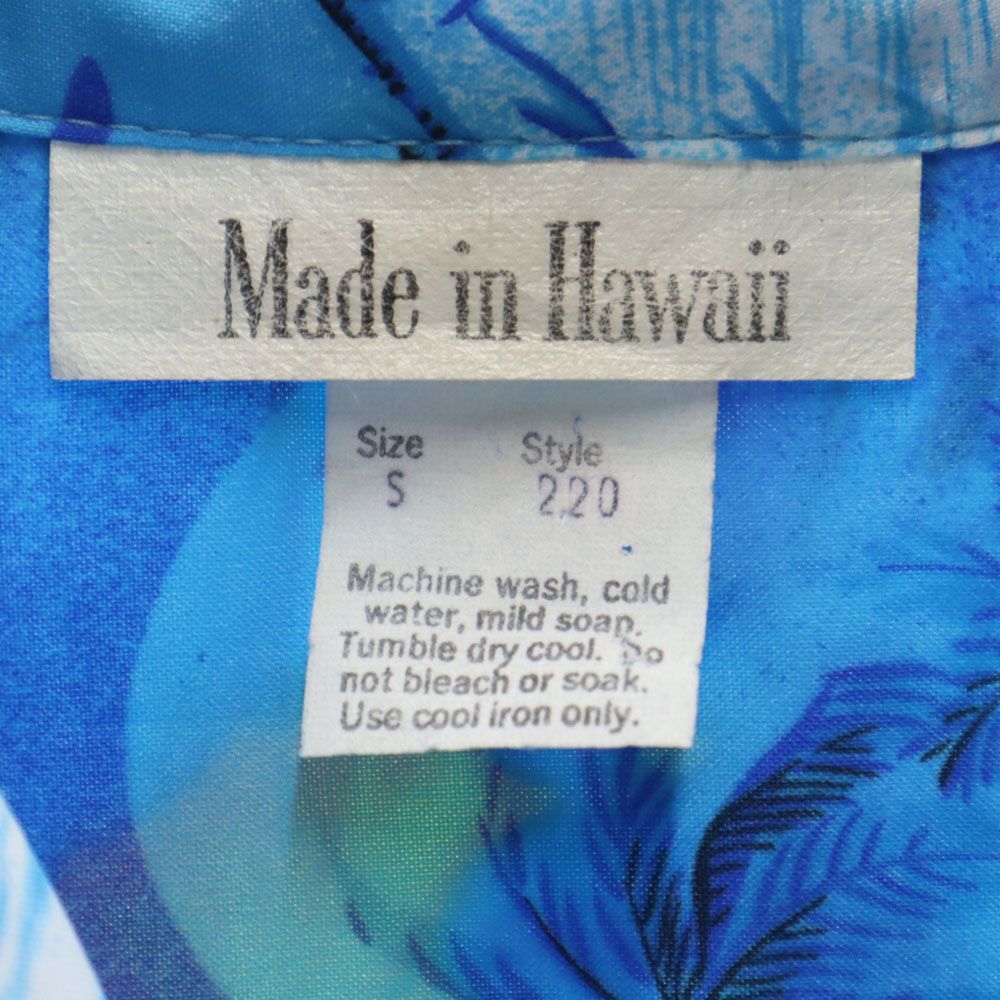 Made in Hawaii
Size Style
S 220
Machine wash, cold
water, mild soap.
Tumble dry cool. Do
not bleach or soak.
Use cool iron only.